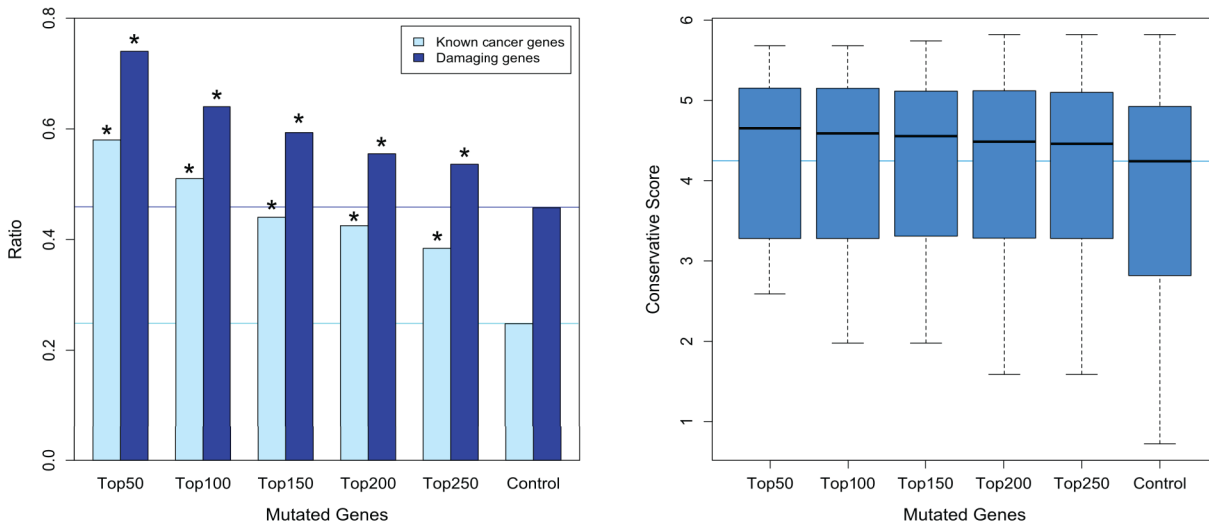 0.8
0.6
0.4
0.2
0.0
Ratio
Known cancer genes
Damaging genes
*
*
*
*
*
*
*
*
*
*
Top50 Top100 Top150 Top200 Top250 Control
Mutated Genes
6
5
4
3
2
1
Conservative Score
Top50 Top100 Top150 Top200 Top250 Control
Mutated Genes